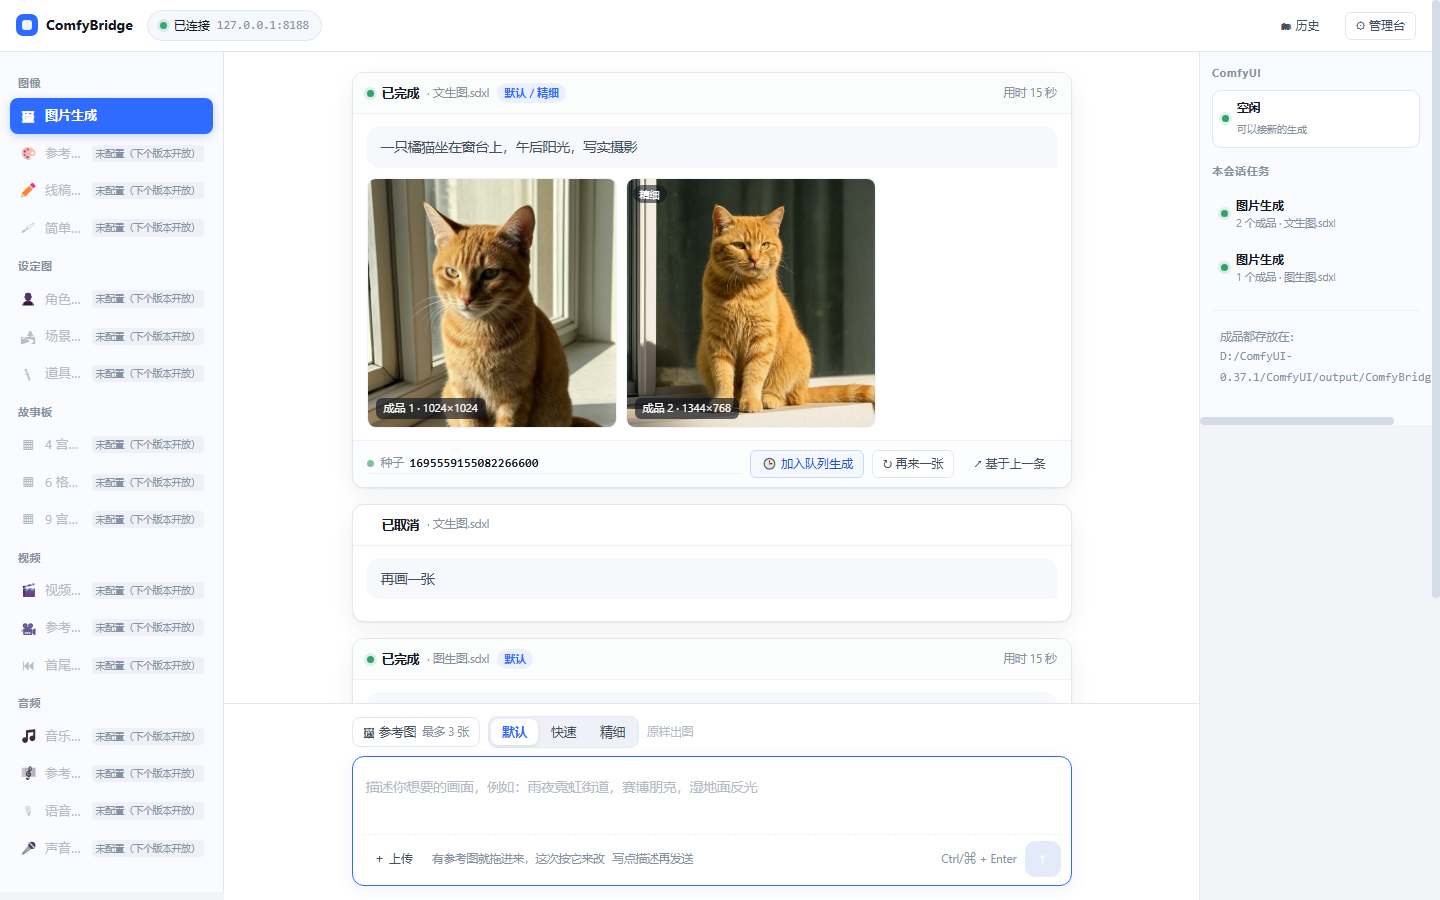 ComfyBridge
已连接 127.0.0.1:8188
历史
管理台
图像
图片生成
参考... 未配置（下个版本开放）
线稿... 未配置（下个版本开放）
简单... 未配置（下个版本开放）
设定图
角色... 未配置（下个版本开放）
场景... 未配置（下个版本开放）
道具... 未配置（下个版本开放）
故事板
4 宫... 未配置（下个版本开放）
6 格... 未配置（下个版本开放）
9 宫... 未配置（下个版本开放）
视频
视频... 未配置（下个版本开放）
参考... 未配置（下个版本开放）
首尾... 未配置（下个版本开放）
音频
音乐... 未配置（下个版本开放）
参考... 未配置（下个版本开放）
语音... 未配置（下个版本开放）
声音... 未配置（下个版本开放）
已完成 · 文生图.sdxl 默认 / 精细 用时 15 秒
一只橘猫坐在窗台上，午后阳光，写实摄影
精细
成品 1 · 1024×1024
成品 2 · 1344×768
种子 1695559155082266600
加入队列生成 ↻ 再来一张 ↗ 基于上一条
已取消 · 文生图.sdxl
再画一张
已完成 · 图生图.sdxl 默认 用时 15 秒
参考图 最多 3 张 默认 快速 精细 原样出图
描述你想要的画面，例如：雨夜霓虹街道，赛博朋克，湿地面反光
+ 上传 有参考图就拖进来，这次按它来改 写点描述再发送 Ctrl/⌘ + Enter ↑
ComfyUI
空闲
可以接新的生成
本会话任务
图片生成
2 个成品 · 文生图.sdxl
图片生成
1 个成品 · 图生图.sdxl
成品都存放在:
D:/ComfyUI-
0.37.1/ComfyUI/output/ComfyBridg